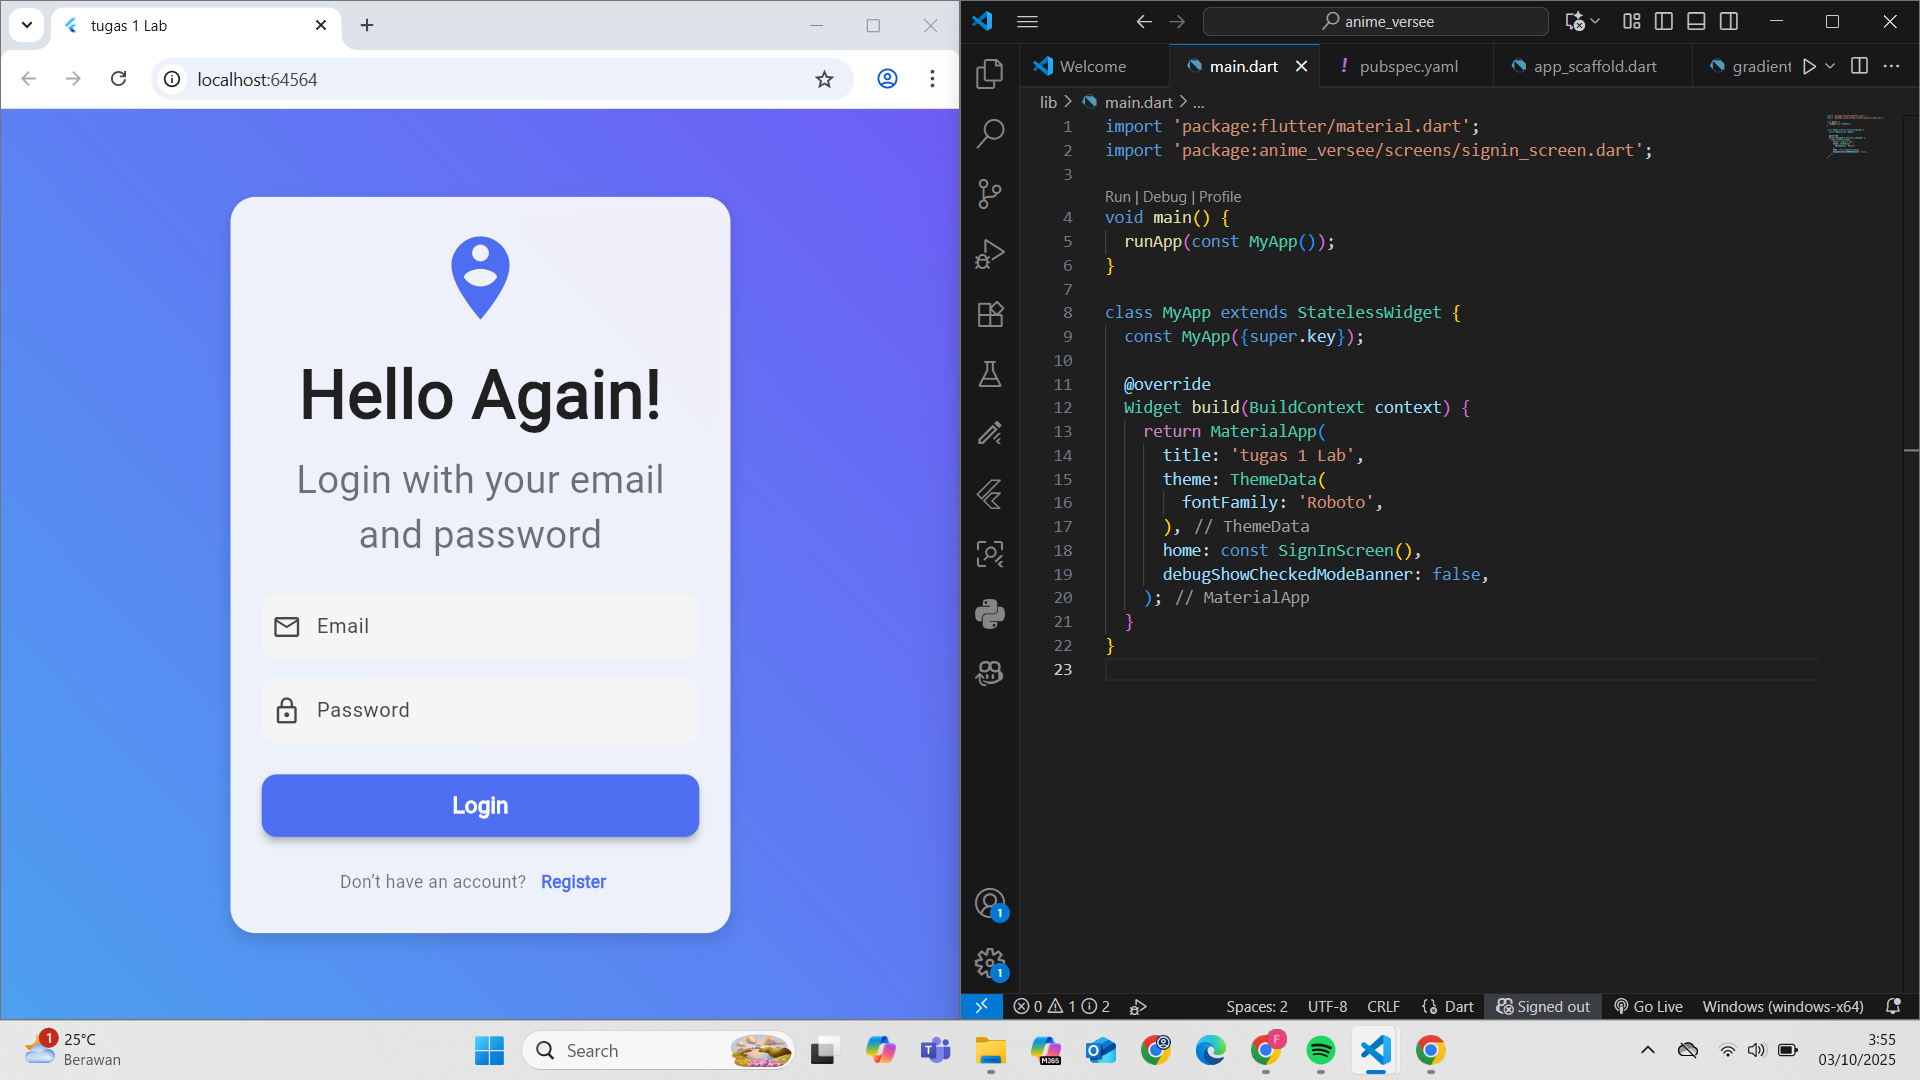 tugas 1 Lab
localhost:64564
Hello Again!
Login with your email
and password
Email
Password
Login
Don't have an account? Register
anime_versee
Welcome
main.dart
! pubspec.yaml
app_scaffold.dart
gradient
lib > main.dart > ...
1 import 'package:flutter/material.dart';
2 import 'package:anime_versee/screens/signin_screen.dart';
3
Run | Debug | Profile
4 void main() {
5 runApp(const MyApp());
6 }
7
8 class MyApp extends StatelessWidget {
9 const MyApp({super.key});
10
11 @override
12 Widget build(BuildContext context) {
13 return MaterialApp(
14 title: 'tugas 1 Lab',
15 theme: ThemeData(
16 fontFamily: 'Roboto',
17 ), // ThemeData
18 home: const SignInScreen(),
19 debugShowCheckedModeBanner: false,
20 ); // MaterialApp
21 }
22 }
23
1
1
0 1 2
Spaces: 2 UTF-8 CRLF {} Dart Signed out Go Live Windows (windows-x64)
1
25°C
Berawan
Search
M365
F
3:55
03/10/2025